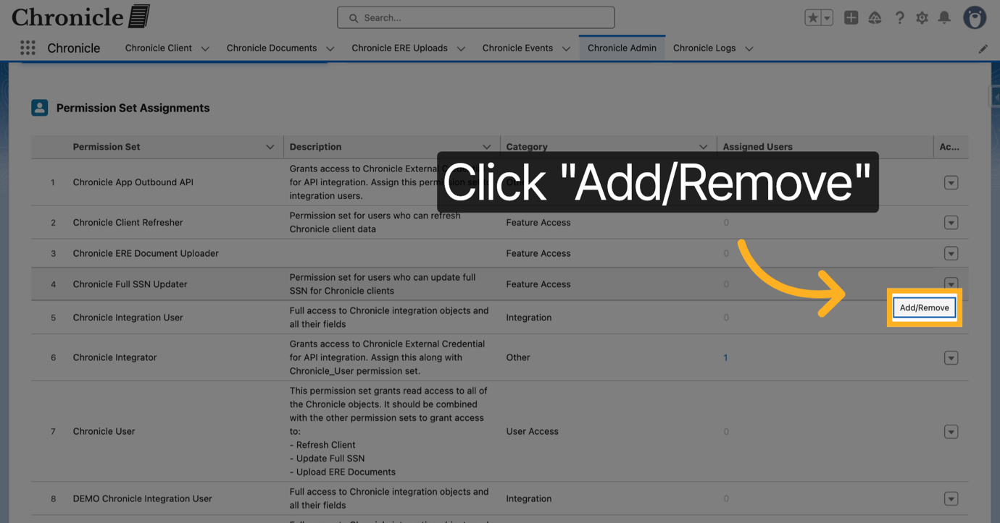 Chronicle
Search...
Chronicle
Chronicle Client
Chronicle Documents
Chronicle ERE Uploads
Chronicle Events
Chronicle Admin
Chronicle Logs
Permission Set Assignments
Permission Set
Description
Category
Assigned Users
Ac...
Click "Add/Remove"
1
Chronicle App Outbound API
Grants access to Chronicle External Credential
for API integration. Assign this permission set
integration users.
2
Chronicle Client Refresher
Permission set for users who can refresh
Chronicle client data
Feature Access
0
3
Chronicle ERE Document Uploader
Feature Access
0
4
Chronicle Full SSN Updater
Permission set for users who can update full
SSN for Chronicle clients
Feature Access
0
Add/Remove
5
Chronicle Integration User
Full access to Chronicle integration objects and
all their fields
Integration
0
6
Chronicle Integrator
Grants access to Chronicle External Credential
for API integration. Assign this along with
Chronicle_User permission set.
Other
1
7
Chronicle User
This permission set grants read access to all of
the Chronicle objects. It should be combined
with the other permission sets to grant access
to:
- Refresh Client
- Update Full SSN
- Upload ERE Documents
User Access
0
8
DEMO Chronicle Integration User
Full access to Chronicle integration objects and
all their fields
Integration
0